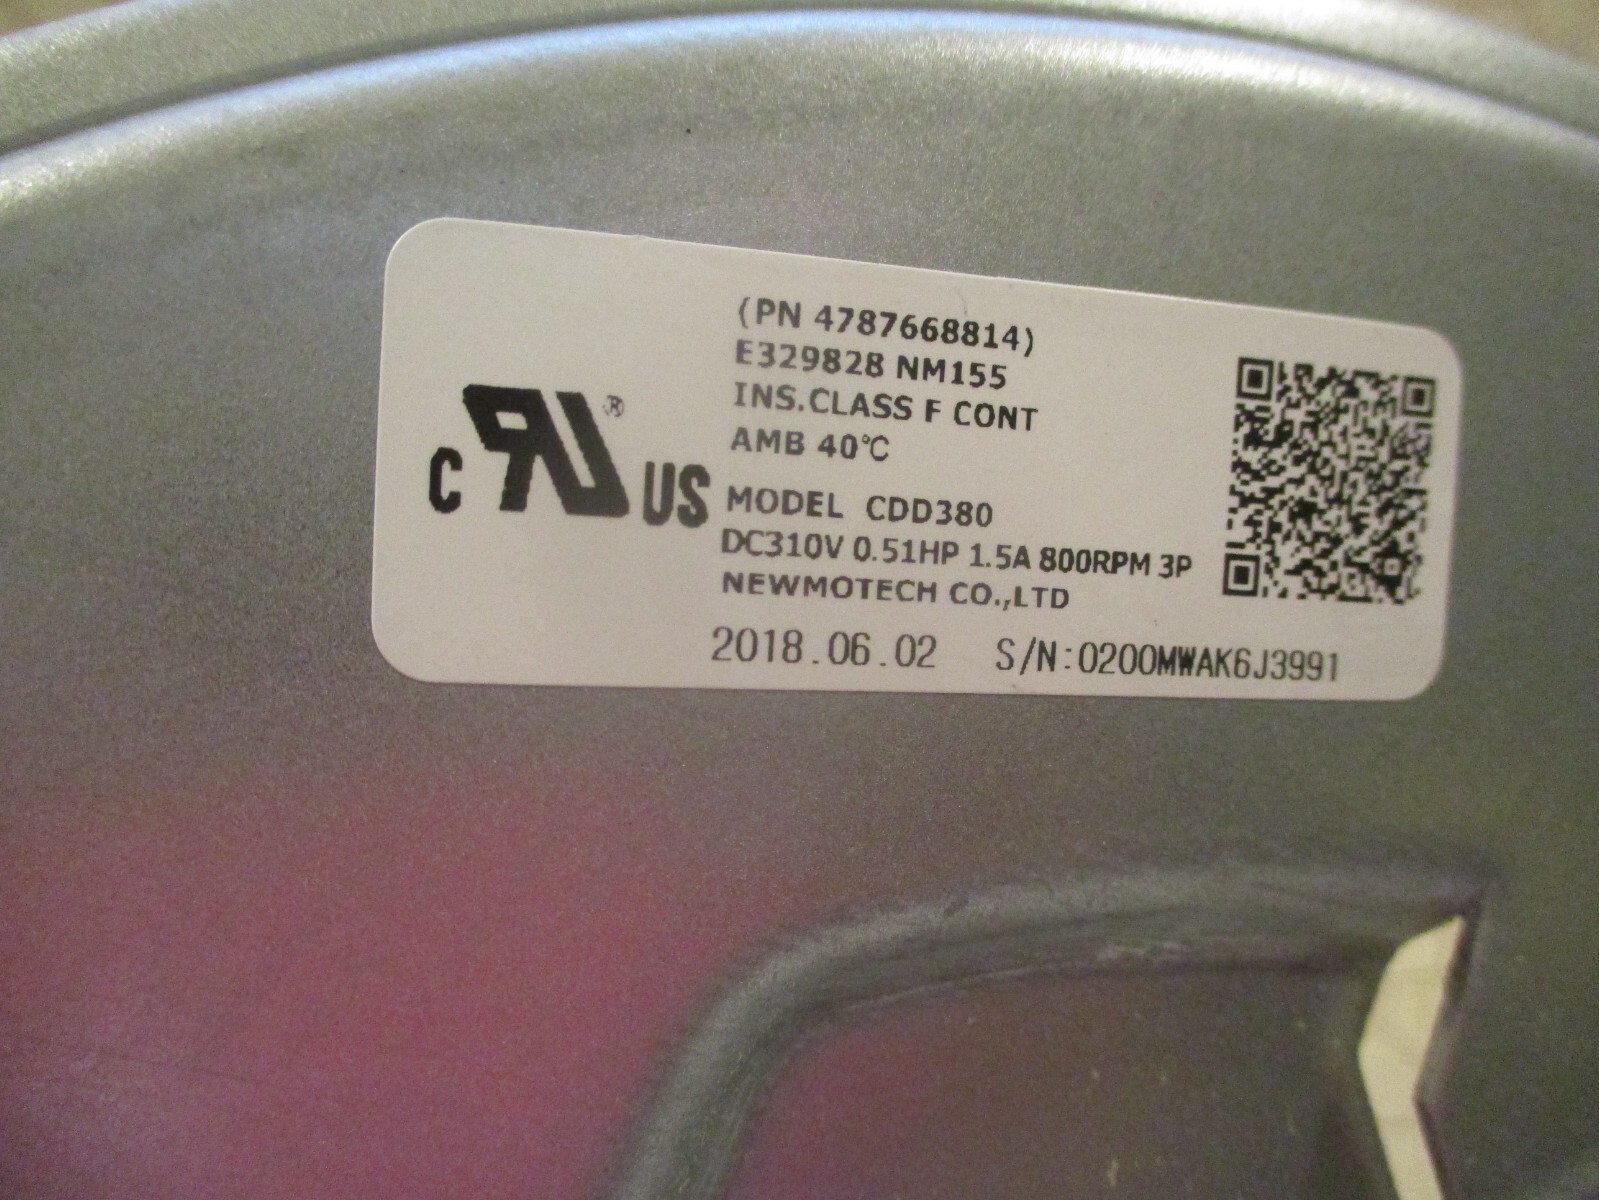 (PN 4787668814)
E329828 NM155
INS.CLASS F CONT
AMB 40°C
C RU® US
MODEL CDD380
DC310V 0.51HP 1.5A 800RPM 3P
NEWMOTECH CO.,LTD
2018.06.02 S/N:0200MWAK6J3991